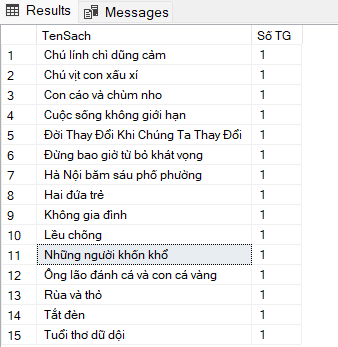 Results Messages
TenSach Số TG
1 Chú lính chì dũng cảm 1
2 Chú vịt con xấu xí 1
3 Con cáo và chùm nho 1
4 Cuộc sống không giới hạn 1
5 Đời Thay Đổi Khi Chúng Ta Thay Đổi 1
6 Đừng bao giờ từ bỏ khát vọng 1
7 Hà Nội băm sáu phố phường 1
8 Hai đứa trẻ 1
9 Không gia đình 1
10 Lều chõng 1
11 Những người khốn khổ 1
12 Ông lão đánh cá và con cá vàng 1
13 Rùa và thỏ 1
14 Tắt đèn 1
15 Tuổi thơ dữ dội 1